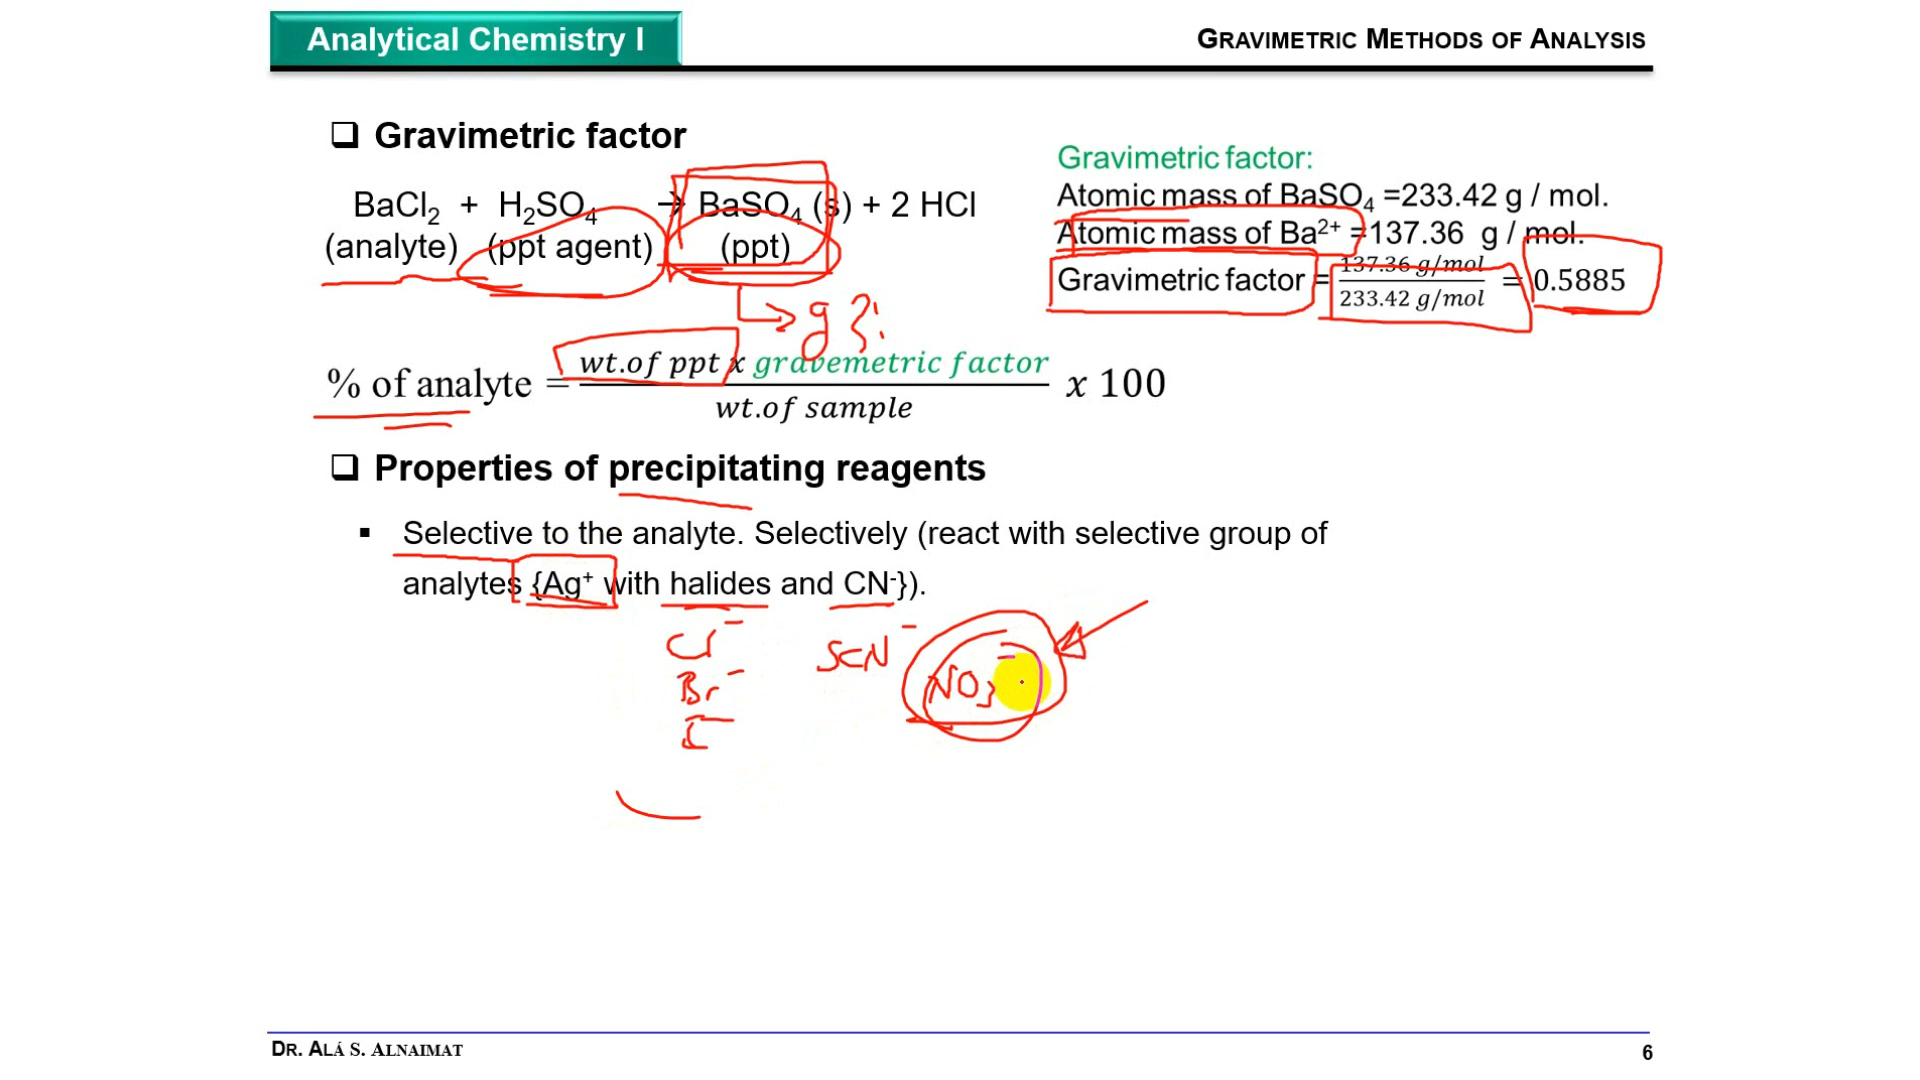 Analytical Chemistry I
GRAVIMETRIC METHODS OF ANALYSIS
❑ Gravimetric factor
BaCl₂ + H₂SO₄ → BaSO₄ (s) + 2 HCl
(analyte) (ppt agent) (ppt)
Gravimetric factor:
Atomic mass of BaSO₄ =233.42 g / mol.
Atomic mass of Ba²⁺ =137.36 g / mol.
Gravimetric factor = 137.36 g/mol / 233.42 g/mol = 0.5885
g ?!
% of analyte = wt.of ppt x gravemetric factor / wt.of sample x 100
❑ Properties of precipitating reagents
▪ Selective to the analyte. Selectively (react with selective group of
analytes {Ag⁺ with halides and CN⁻}).
Cl⁻ SCN⁻ NO₃⁻
Br⁻
I⁻
DR. ALÁ S. ALNAIMAT
6